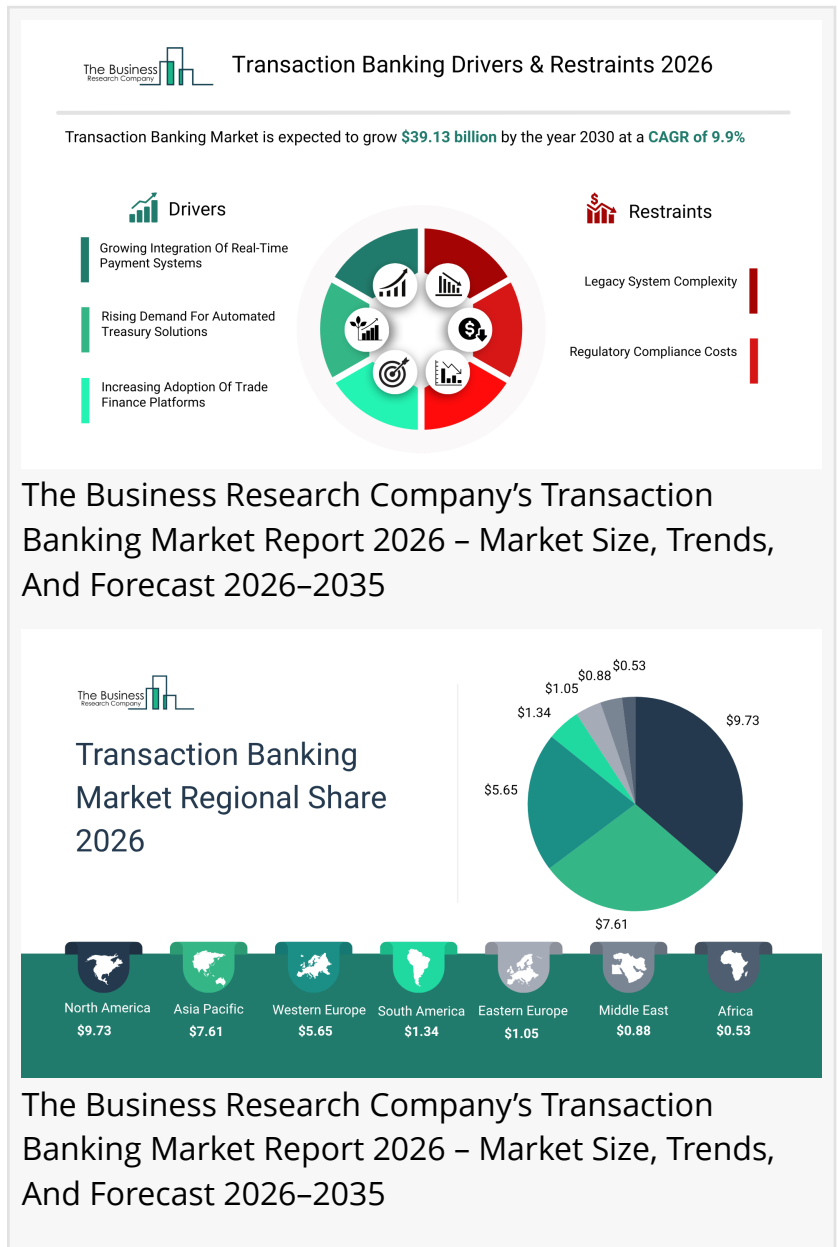 The Business
Research Company
Transaction Banking Drivers & Restraints 2026
Transaction Banking Market is expected to grow $39.13 billion by the year 2030 at a CAGR of 9.9%
Drivers
Growing Integration Of Real-Time
Payment Systems
Rising Demand For Automated
Treasury Solutions
Increasing Adoption Of Trade
Finance Platforms
Restraints
Legacy System Complexity
Regulatory Compliance Costs
The Business Research Company’s Transaction
Banking Market Report 2026 – Market Size, Trends,
And Forecast 2026–2035
The Business
Research Company
Transaction Banking
Market Regional Share
2026
$0.53
$0.88
$1.05
$1.34
$9.73
$5.65
$7.61
North America
$9.73
Asia Pacific
$7.61
Western Europe
$5.65
South America
$1.34
Eastern Europe
$1.05
Middle East
$0.88
Africa
$0.53
The Business Research Company’s Transaction
Banking Market Report 2026 – Market Size, Trends,
And Forecast 2026–2035